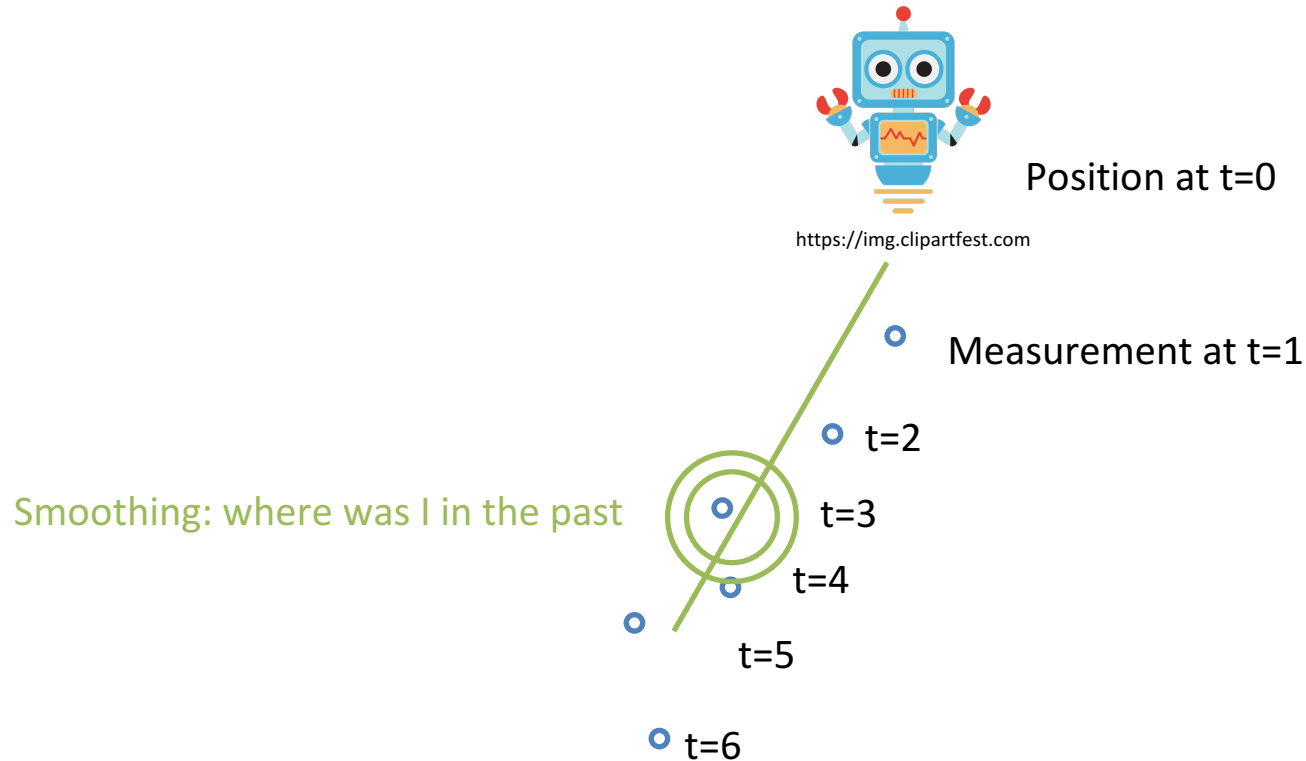 Position at t=0
https://img.clipartfest.com
Measurement at t=1
t=2
Smoothing: where was I in the past
t=3
t=4
t=5
t=6